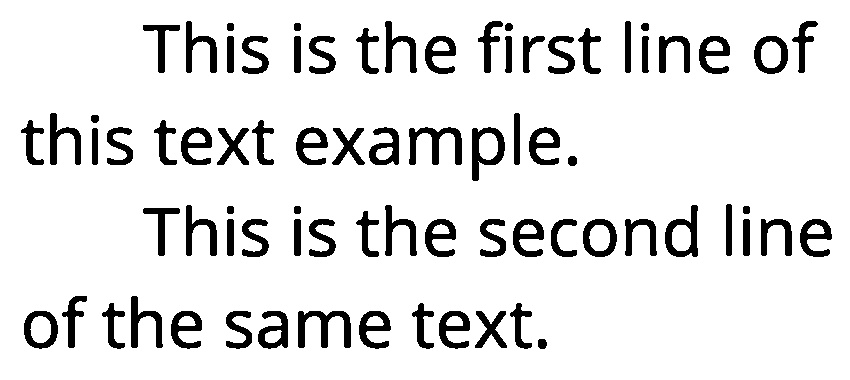 This is the first line of
this text example.
This is the second line
of the same text.